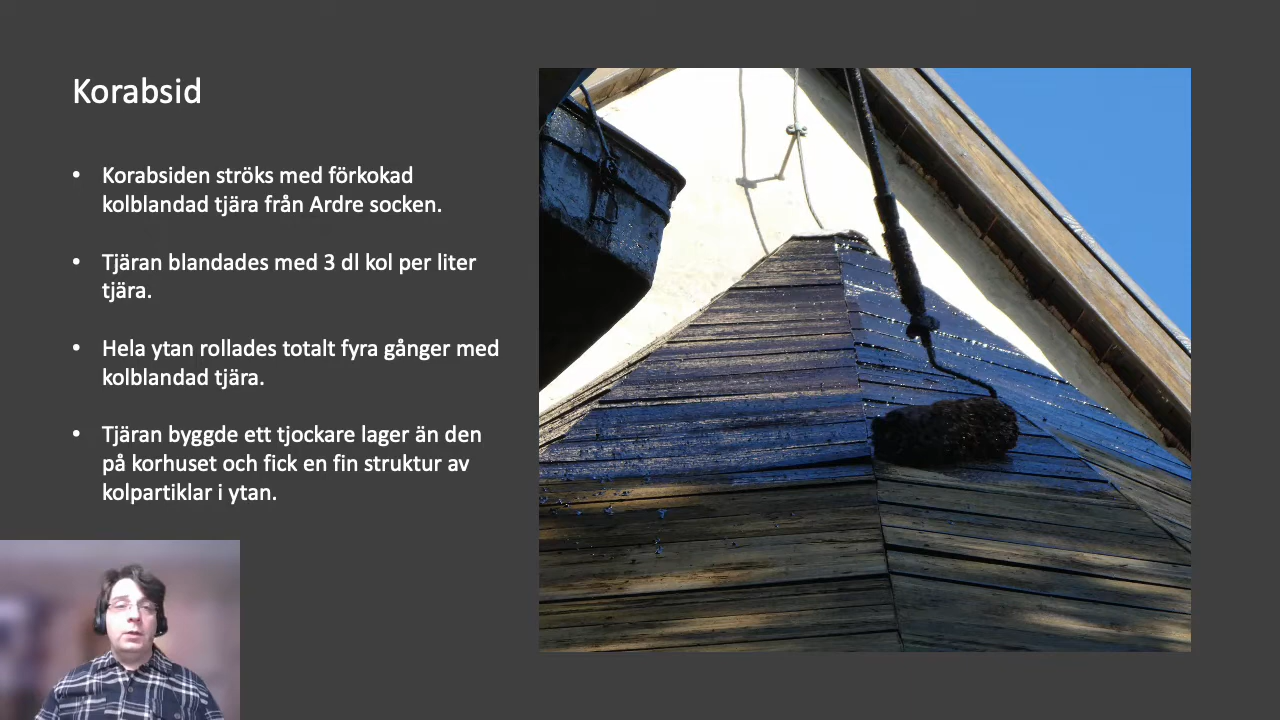 Korabsid
• Korabsiden ströks med förkokad
kolblandad tjära från Ardre socken.
• Tjäran blandades med 3 dl kol per liter
tjära.
• Hela ytan rollades totalt fyra gånger med
kolblandad tjära.
• Tjäran byggde ett tjockare lager än den
på korhuset och fick en fin struktur av
kolpartiklar i ytan.